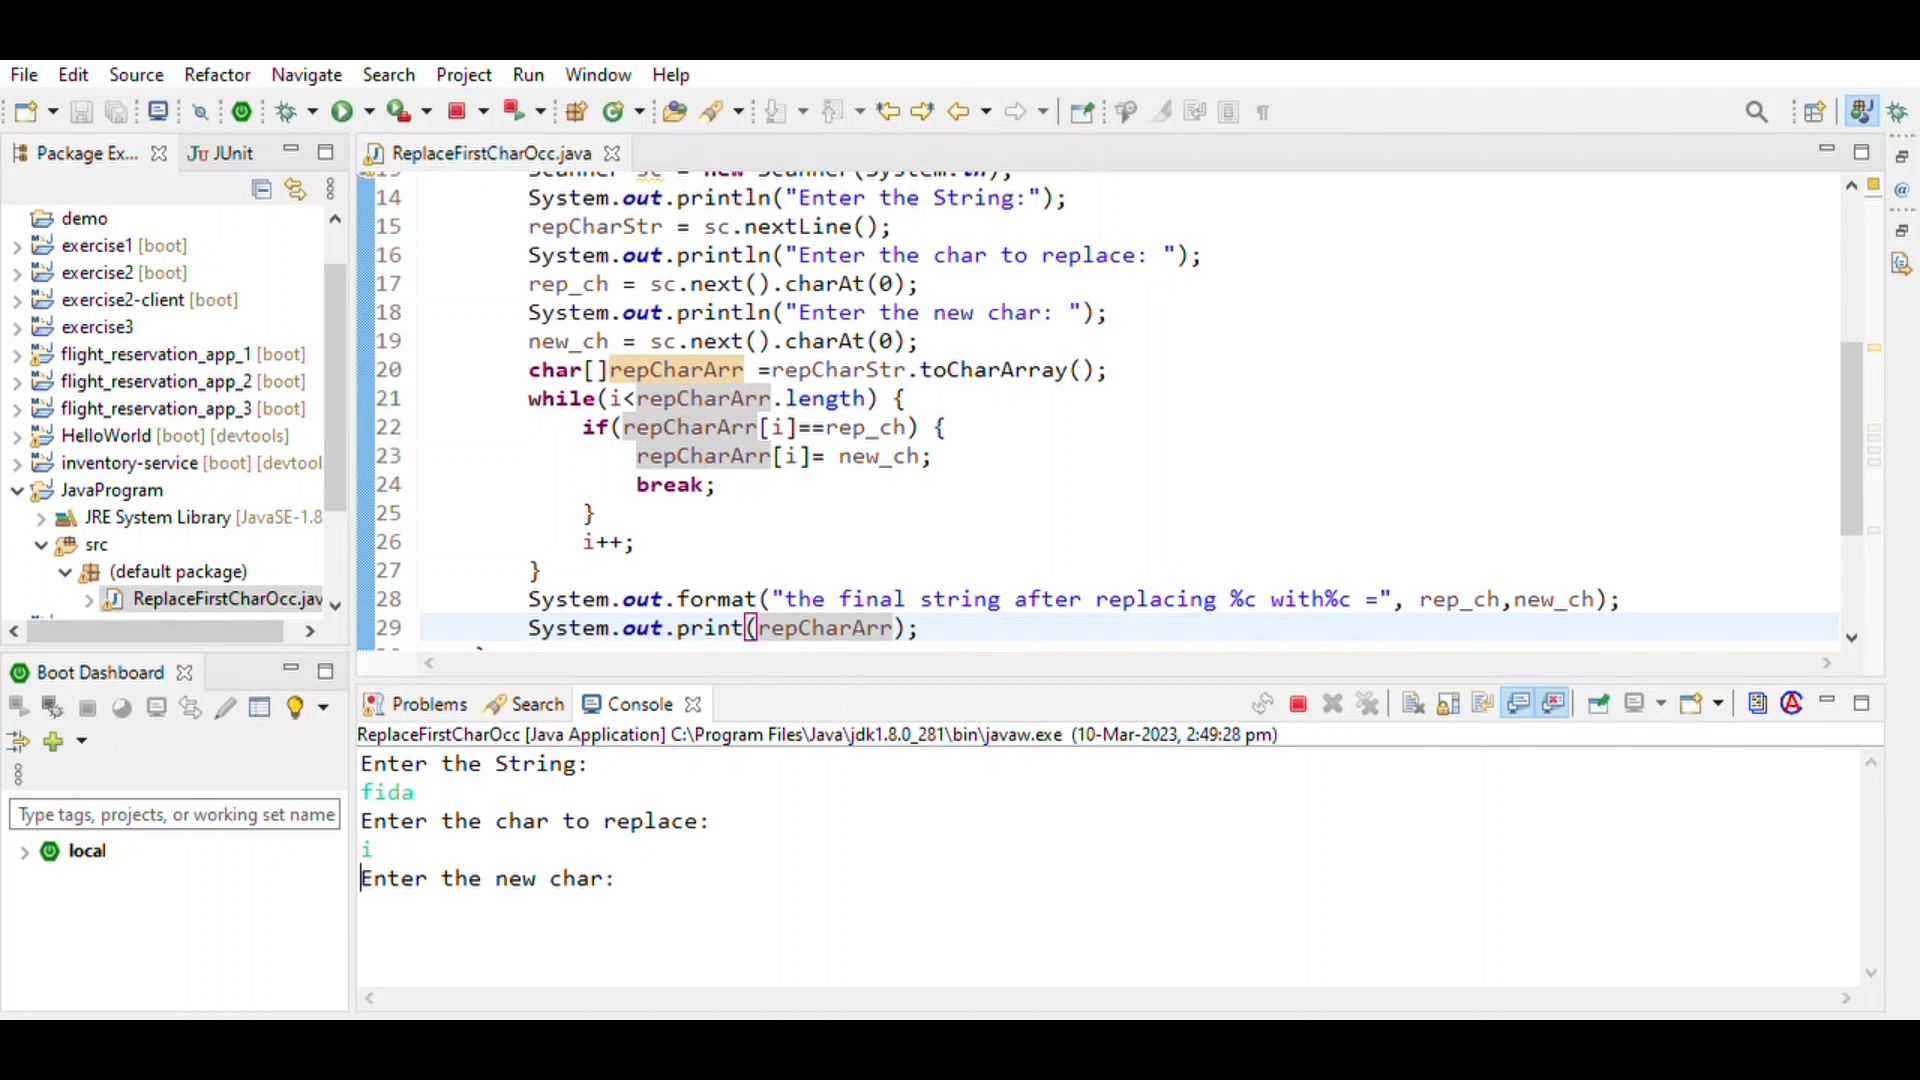 File Edit Source Refactor Navigate Search Project Run Window Help
Package Ex... JUnit
demo
exercise1 [boot]
exercise2 [boot]
exercise2-client [boot]
exercise3
flight_reservation_app_1 [boot]
flight_reservation_app_2 [boot]
flight_reservation_app_3 [boot]
HelloWorld [boot] [devtools]
inventory-service [boot] [devtool
JavaProgram
JRE System Library [JavaSE-1.8
src
(default package)
ReplaceFirstCharOcc.jav
ReplaceFirstCharOcc.java
13 Scanner sc = new Scanner(System.in);
14 System.out.println("Enter the String:");
15 repCharStr = sc.nextLine();
16 System.out.println("Enter the char to replace: ");
17 rep_ch = sc.next().charAt(0);
18 System.out.println("Enter the new char: ");
19 new_ch = sc.next().charAt(0);
20 char[]repCharArr =repCharStr.toCharArray();
21 while(i<repCharArr.length) {
22 if(repCharArr[i]==rep_ch) {
23 repCharArr[i]= new_ch;
24 break;
25 }
26 i++;
27 }
28 System.out.format("the final string after replacing %c with%c =", rep_ch,new_ch);
29 System.out.print(repCharArr);
Boot Dashboard
Type tags, projects, or working set name
local
Problems Search Console
ReplaceFirstCharOcc [Java Application] C:\Program Files\Java\jdk1.8.0_281\bin\javaw.exe (10-Mar-2023, 2:49:28 pm)
Enter the String:
fida
Enter the char to replace:
i
Enter the new char: